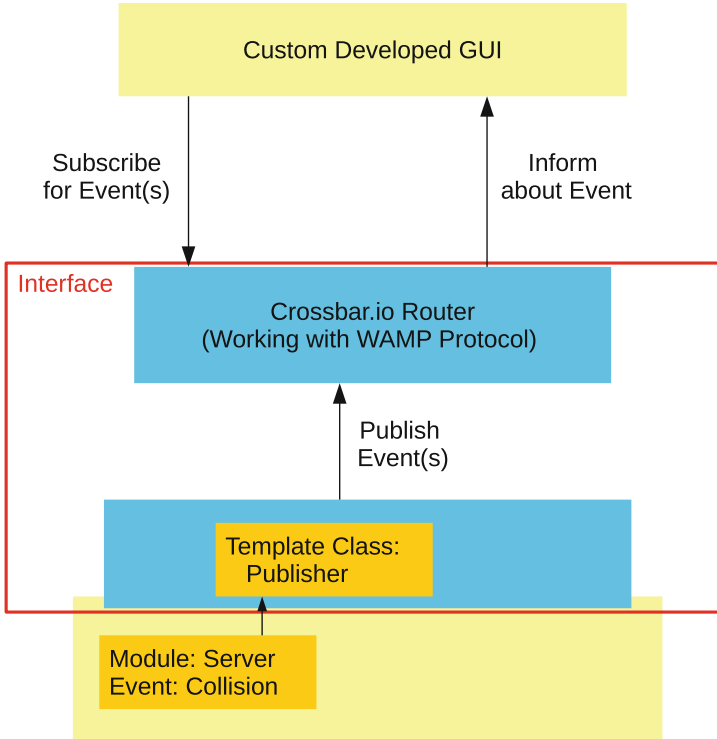 Custom Developed GUI
Subscribe
for Event(s)
Inform
about Event
Interface
Crossbar.io Router
(Working with WAMP Protocol)
Publish
Event(s)
Template Class:
Publisher
Module: Server
Event: Collision